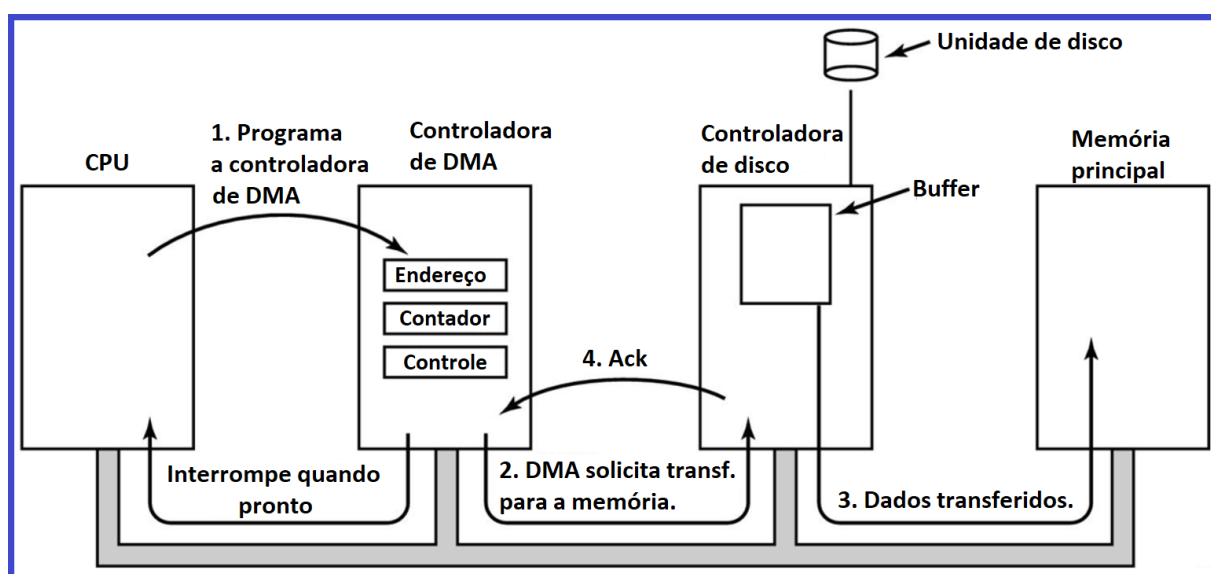 Unidade de disco
1. Programa
a controladora
de DMA
CPU
Controladora
de DMA
Controladora
de disco
Memória
principal
Buffer
Endereço
Contador
Controle
4. Ack
Interrompe quando
pronto
2. DMA solicita transf.
para a memória.
3. Dados transferidos.